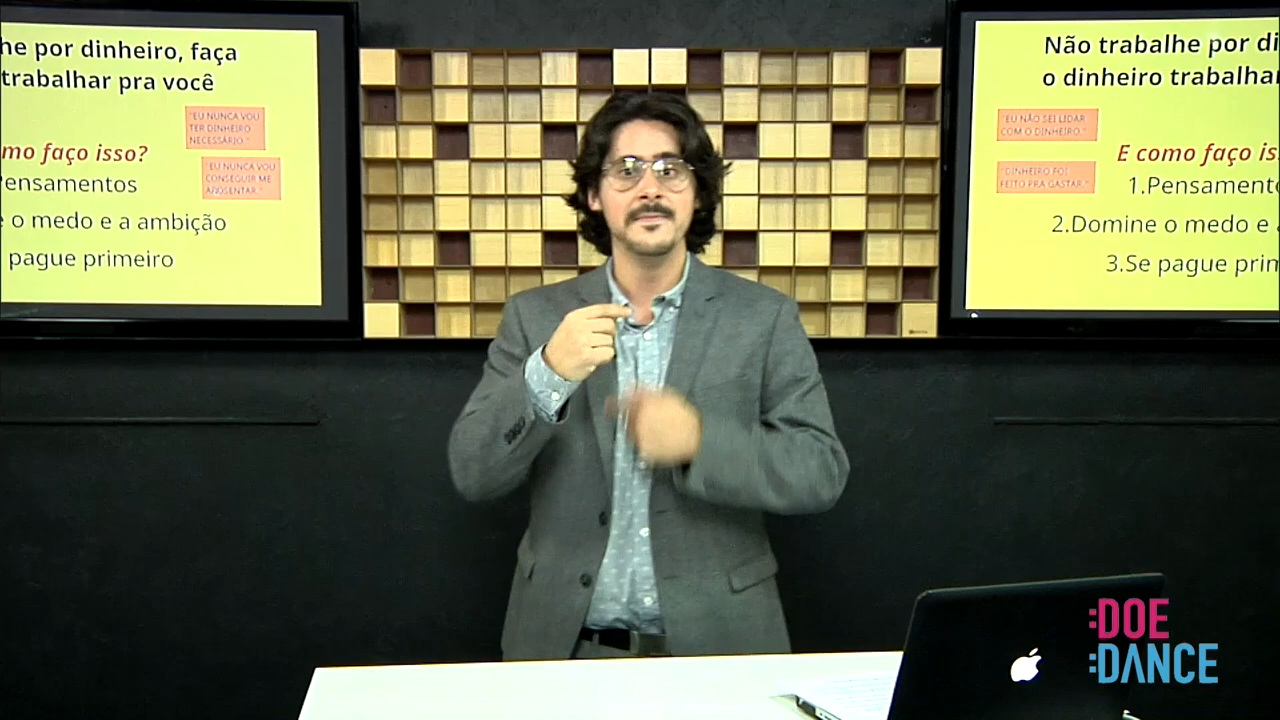 he por dinheiro, faça
trabalhar pra você
"EU NUNCA VOU
TER DINHEIRO
NECESSÁRIO."
mo faço isso?
"EU NUNCA VOU
CONSEGUIR ME
APOSENTAR."
Pensamentos
e o medo e a ambição
pague primeiro
Não trabalhe por di
o dinheiro trabalhar
"EU NÃO SEI LIDAR
COM O DINHEIRO."
E como faço is
"DINHEIRO FOI
FEITO PRA GASTAR."
1.Pensamento
2.Domine o medo e a
3.Se pague prim
:DOE
:DANCE